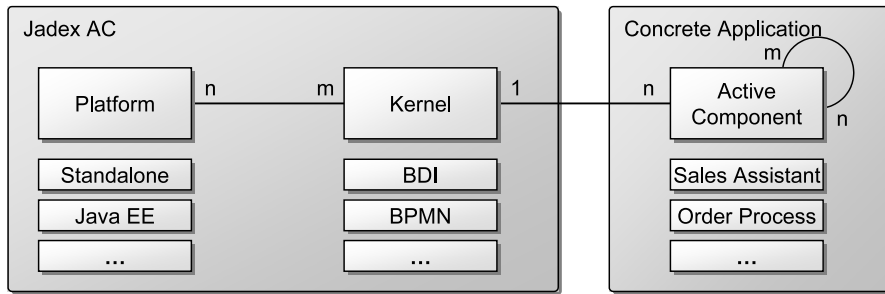 Jadex AC
Concrete Application
Platform
n
m
Kernel
1
n
Active
Component
m
n
Standalone
Java EE
...
BDI
BPMN
...
Sales Assistant
Order Process
...